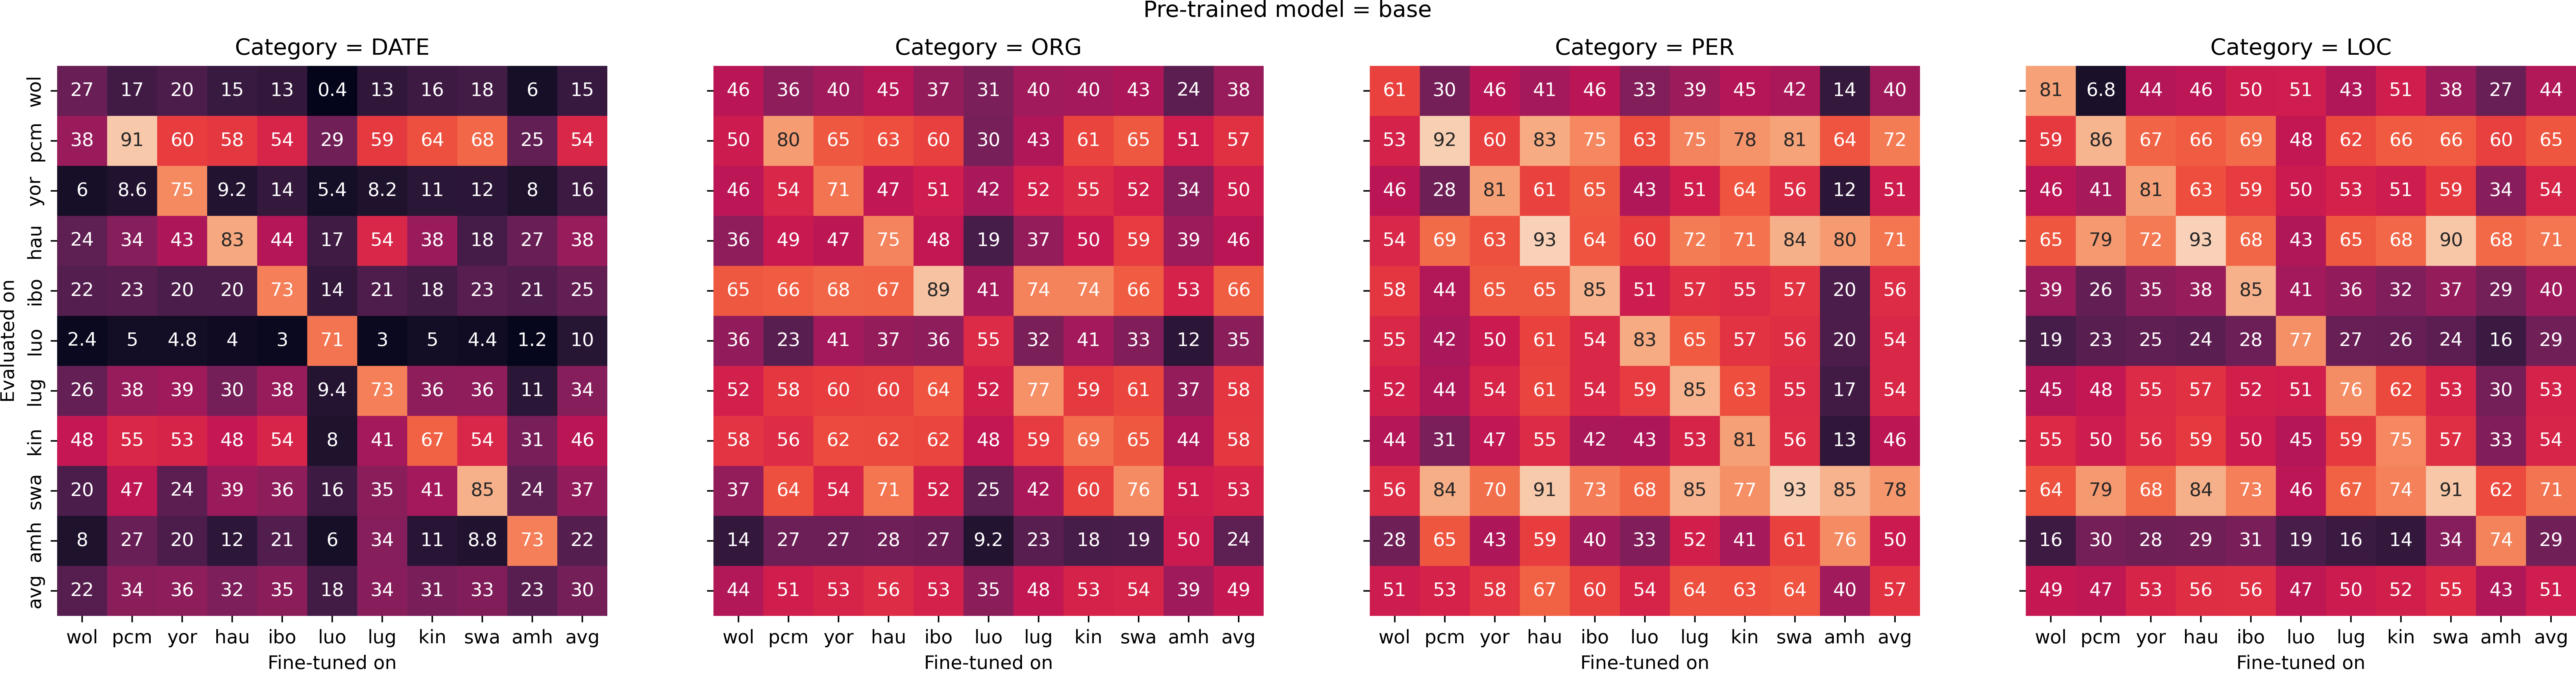 Pre-trained model = base
Category = DATE Category = ORG Category = PER Category = LOC
Evaluated on
wol 27 17 20 15 13 0.4 13 16 18 6 15 46 36 40 45 37 31 40 40 43 24 38 61 30 46 41 46 33 39 45 42 14 40 81 6.8 44 46 50 51 43 51 38 27 44
pcm 38 91 60 58 54 29 59 64 68 25 54 50 80 65 63 60 30 43 61 65 51 57 53 92 60 83 75 63 75 78 81 64 72 59 86 67 66 69 48 62 66 66 60 65
yor 6 8.6 75 9.2 14 5.4 8.2 11 12 8 16 46 54 71 47 51 42 52 55 52 34 50 46 28 81 61 65 43 51 64 56 12 51 46 41 81 63 59 50 53 51 59 34 54
hau 24 34 43 83 44 17 54 38 18 27 38 36 49 47 75 48 19 37 50 59 39 46 54 69 63 93 64 60 72 71 84 80 71 65 79 72 93 68 43 65 68 90 68 71
ibo 22 23 20 20 73 14 21 18 23 21 25 65 66 68 67 89 41 74 74 66 53 66 58 44 65 65 85 51 57 55 57 20 56 39 26 35 38 85 41 36 32 37 29 40
luo 2.4 5 4.8 4 3 71 3 5 4.4 1.2 10 36 23 41 37 36 55 32 41 33 12 35 55 42 50 61 54 83 65 57 56 20 54 19 23 25 24 28 77 27 26 24 16 29
lug 26 38 39 30 38 9.4 73 36 36 11 34 52 58 60 60 64 52 77 59 61 37 58 52 44 54 61 54 59 85 63 55 17 54 45 48 55 57 52 51 76 62 53 30 53
kin 48 55 53 48 54 8 41 67 54 31 46 58 56 62 62 62 48 59 69 65 44 58 44 31 47 55 42 43 53 81 56 13 46 55 50 56 59 50 45 59 75 57 33 54
swa 20 47 24 39 36 16 35 41 85 24 37 37 64 54 71 52 25 42 60 76 51 53 56 84 70 91 73 68 85 77 93 85 78 64 79 68 84 73 46 67 74 91 62 71
amh 8 27 20 12 21 6 34 11 8.8 73 22 14 27 27 28 27 9.2 23 18 19 50 24 28 65 43 59 40 33 52 41 61 76 50 16 30 28 29 31 19 16 14 34 74 29
avg 22 34 36 32 35 18 34 31 33 23 30 44 51 53 56 53 35 48 53 54 39 49 51 53 58 67 60 54 64 63 64 40 57 49 47 53 56 56 47 50 52 55 43 51
wol pcm yor hau ibo luo lug kin swa amh avg wol pcm yor hau ibo luo lug kin swa amh avg wol pcm yor hau ibo luo lug kin swa amh avg wol pcm yor hau ibo luo lug kin swa amh avg
Fine-tuned on Fine-tuned on Fine-tuned on Fine-tuned on